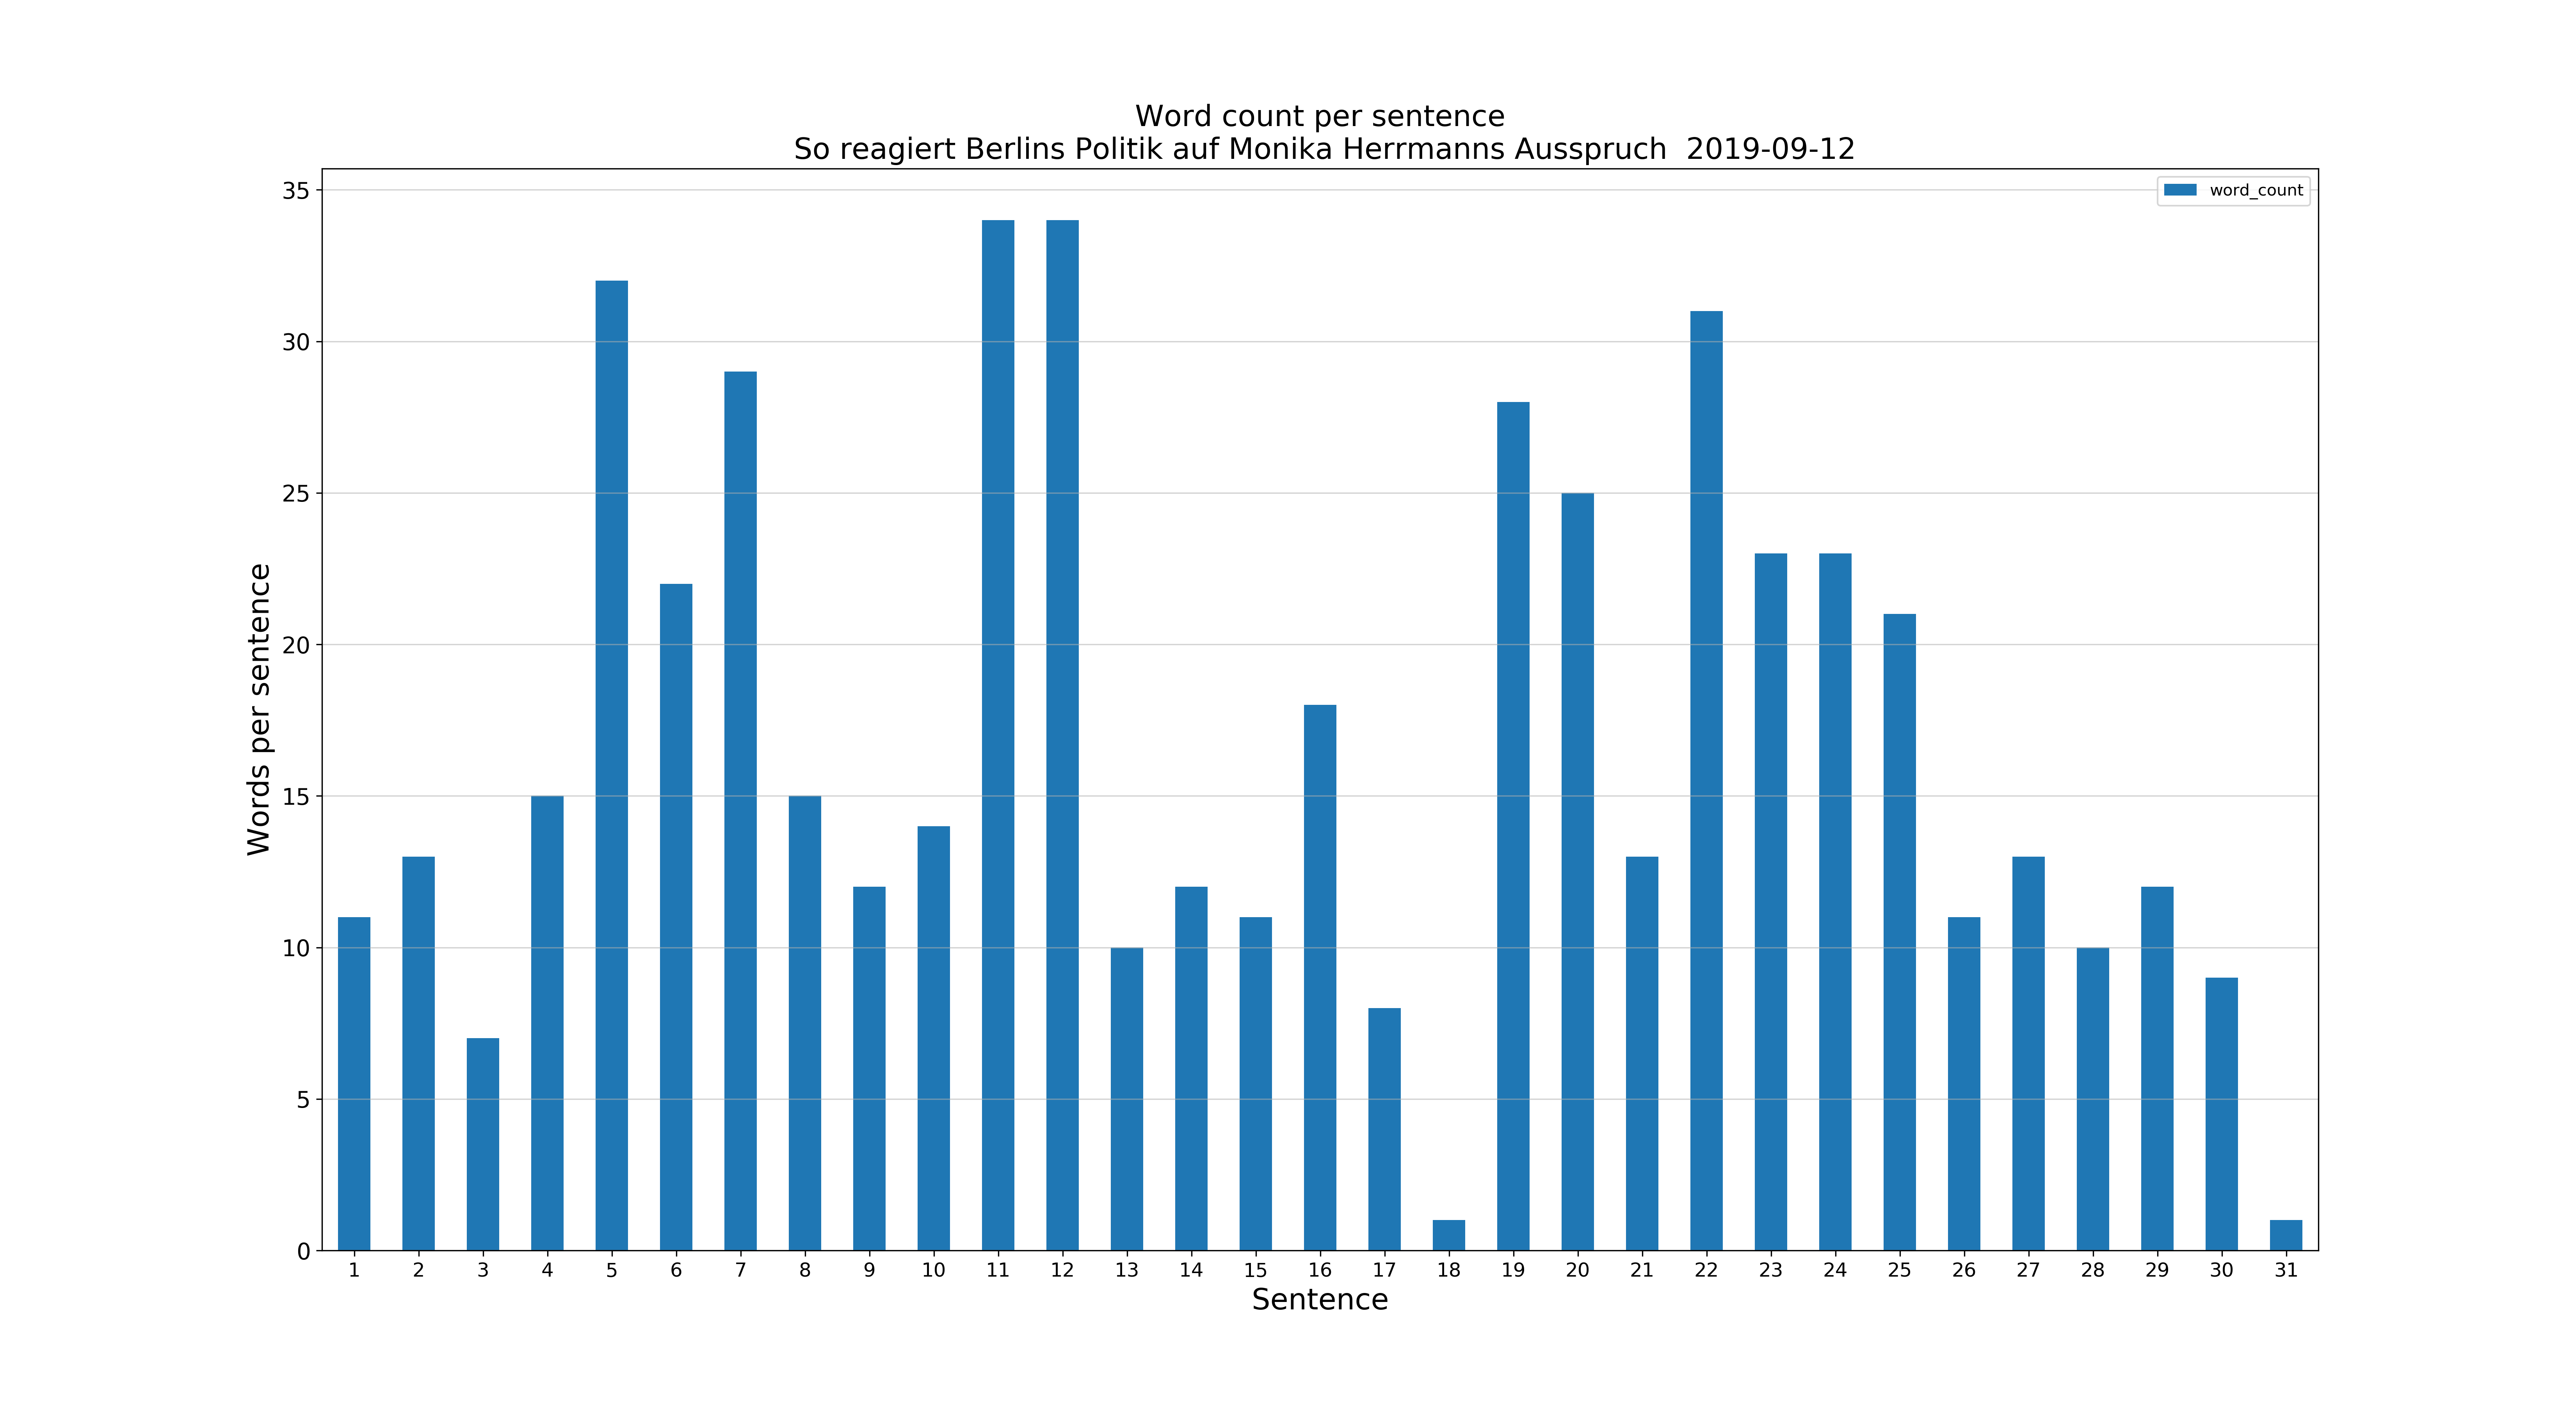 Word count per sentence
So reagiert Berlins Politik auf Monika Herrmanns Ausspruch  2019-09-12
word_count
35
30
25
20
15
10
5
0
Words per sentence
1 2 3 4 5 6 7 8 9 10 11 12 13 14 15 16 17 18 19 20 21 22 23 24 25 26 27 28 29 30 31
Sentence